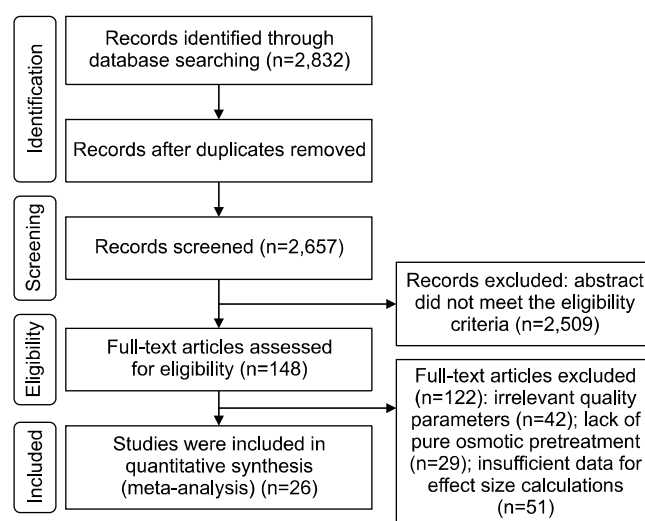 Identification
Records identified through
database searching (n=2,832)
Records after duplicates removed
Screening
Records screened (n=2,657)
Records excluded: abstract
did not meet the eligibility
criteria (n=2,509)
Eligibility
Full-text articles assessed
for eligibility (n=148)
Full-text articles excluded
(n=122): irrelevant quality
parameters (n=42); lack of
pure osmotic pretreatment
(n=29); insufficient data for
effect size calculations
(n=51)
Included
Studies were included in
quantitative synthesis
(meta-analysis) (n=26)